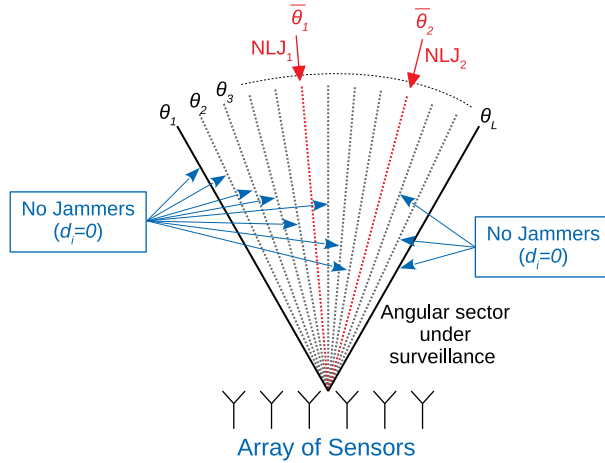 θ̅₁
θ̅₂
NLJ₁
NLJ₂
θ₁
θ₂
θ₃
θL
No Jammers
(dᵢ=0)
No Jammers
(dᵢ=0)
Angular sector
under
surveillance
Array of Sensors